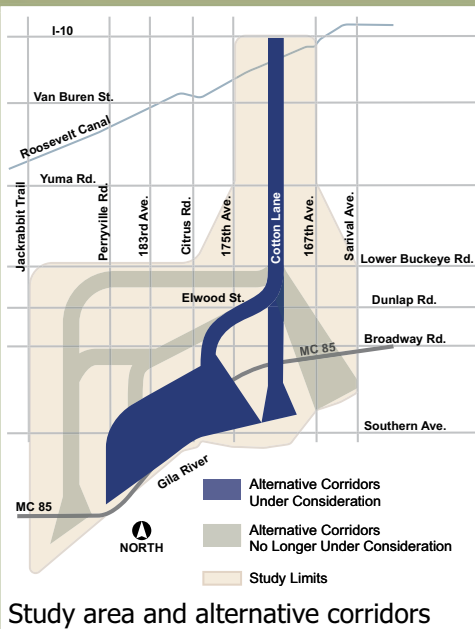 I-10
Van Buren St.
Roosevelt Canal
Yuma Rd.
Jackrabbit Trail
Perryville Rd.
183rd Ave.
Citrus Rd.
175th Ave.
Cotton Lane
167th Ave.
Sarival Ave.
Lower Buckeye Rd.
Elwood St.
Dunlap Rd.
Broadway Rd.
MC 85
Southern Ave.
Gila River
MC 85
NORTH
Alternative Corridors
Under Consideration
Alternative Corridors
No Longer Under Consideration
Study Limits
Study area and alternative corridors